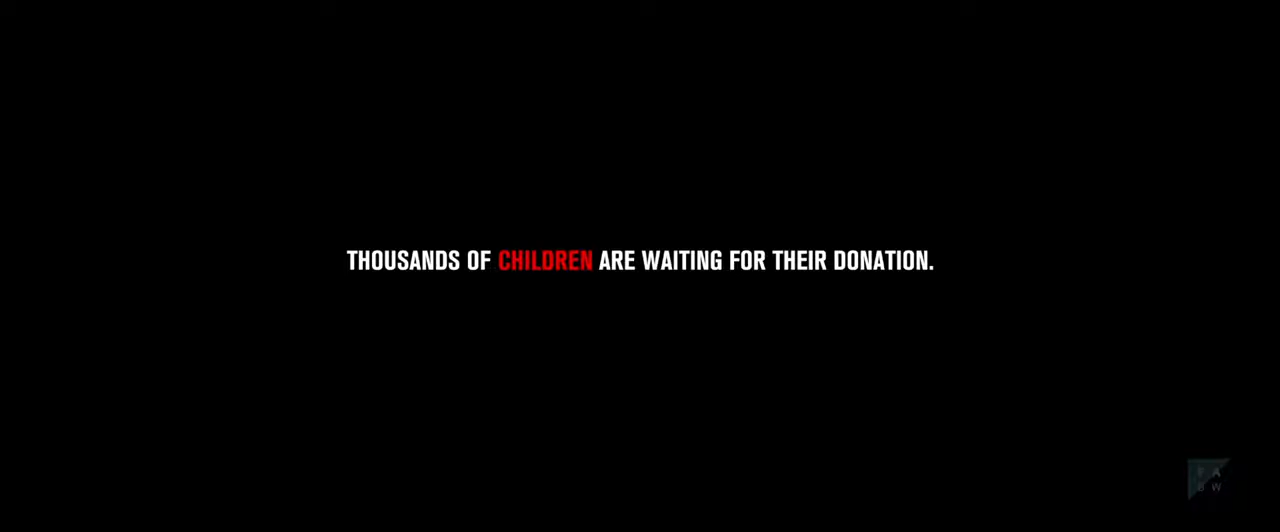 THOUSANDS OF CHILDREN ARE WAITING FOR THEIR DONATION.